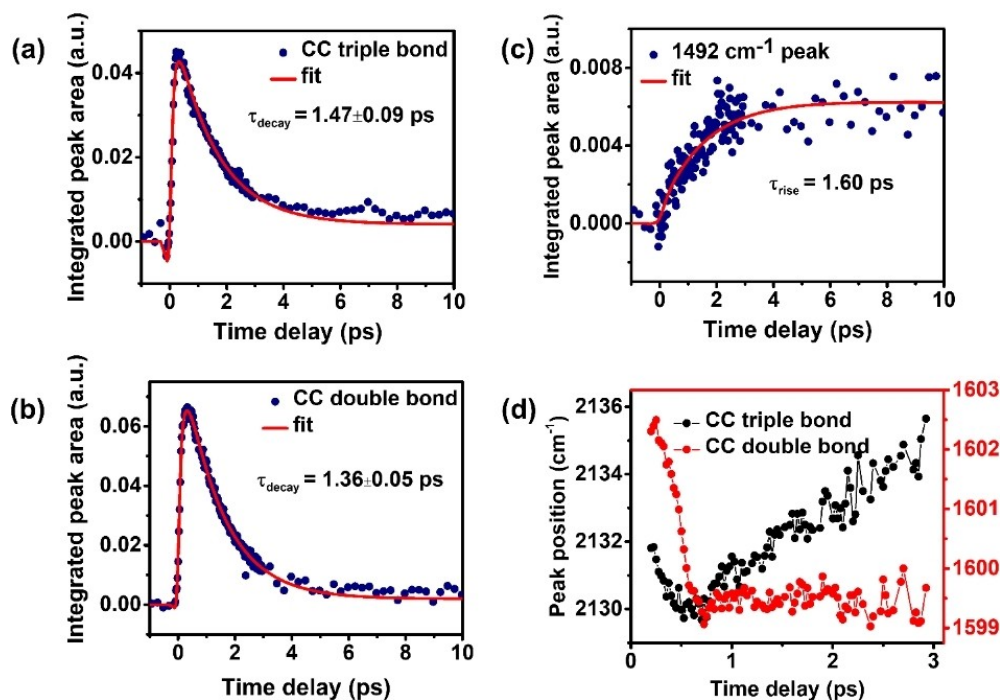 (a)
Integrated peak area (a.u.)
0.04
0.02
0.00
CC triple bond
fit
τdecay = 1.47±0.09 ps
0 2 4 6 8 10
Time delay (ps)
(c)
Integrated peak area (a.u.)
0.008
0.004
0.000
1492 cm⁻¹ peak
fit
τrise = 1.60 ps
0 2 4 6 8 10
Time delay (ps)
(b)
Integrated peak area (a.u.)
0.06
0.04
0.02
0.00
CC double bond
fit
τdecay = 1.36±0.05 ps
0 2 4 6 8 10
Time delay (ps)
(d)
Peak position (cm⁻¹)
2136
2134
2132
2130
CC triple bond
CC double bond
1603
1602
1601
1600
1599
0 1 2 3
Time delay (ps)